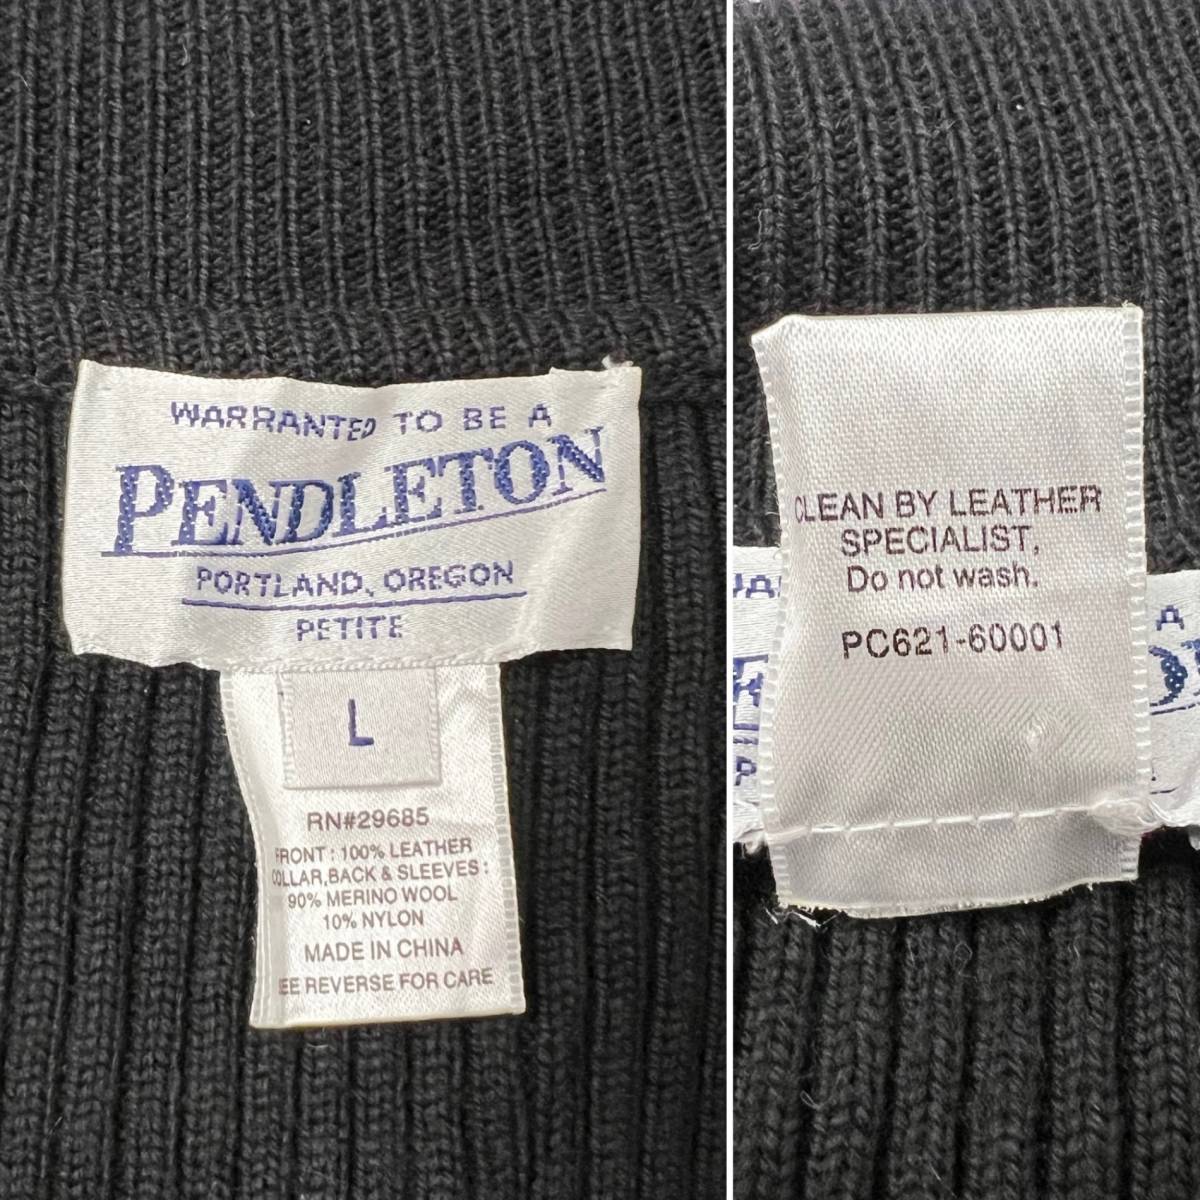 WARRANTED TO BE A
PENDLETON
PORTLAND, OREGON
PETITE
L
RN#29685
FRONT : 100% LEATHER
COLLAR,BACK & SLEEVES :
90% MERINO WOOL
10% NYLON
MADE IN CHINA
EE REVERSE FOR CARE
CLEAN BY LEATHER
SPECIALIST.
Do not wash.
PC621-60001
A